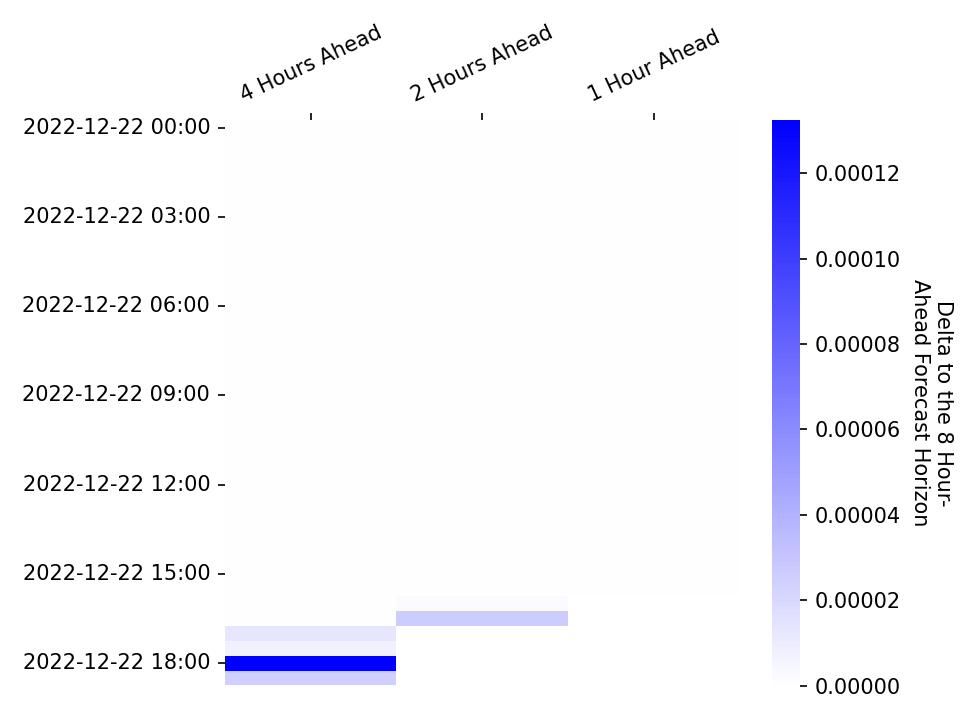 4 Hours Ahead
2 Hours Ahead
1 Hour Ahead
2022-12-22 00:00
2022-12-22 03:00
2022-12-22 06:00
2022-12-22 09:00
2022-12-22 12:00
2022-12-22 15:00
2022-12-22 18:00
0.00012
0.00010
0.00008
0.00006
0.00004
0.00002
0.00000
Delta to the 8 Hour-
Ahead Forecast Horizon